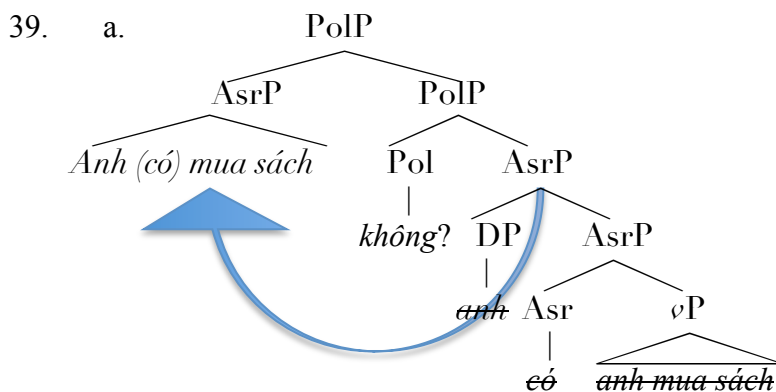 39. a. PolP
AsrP PolP
Anh (có) mua sách Pol AsrP
không? DP AsrP
anh Asr vP
có anh mua sách